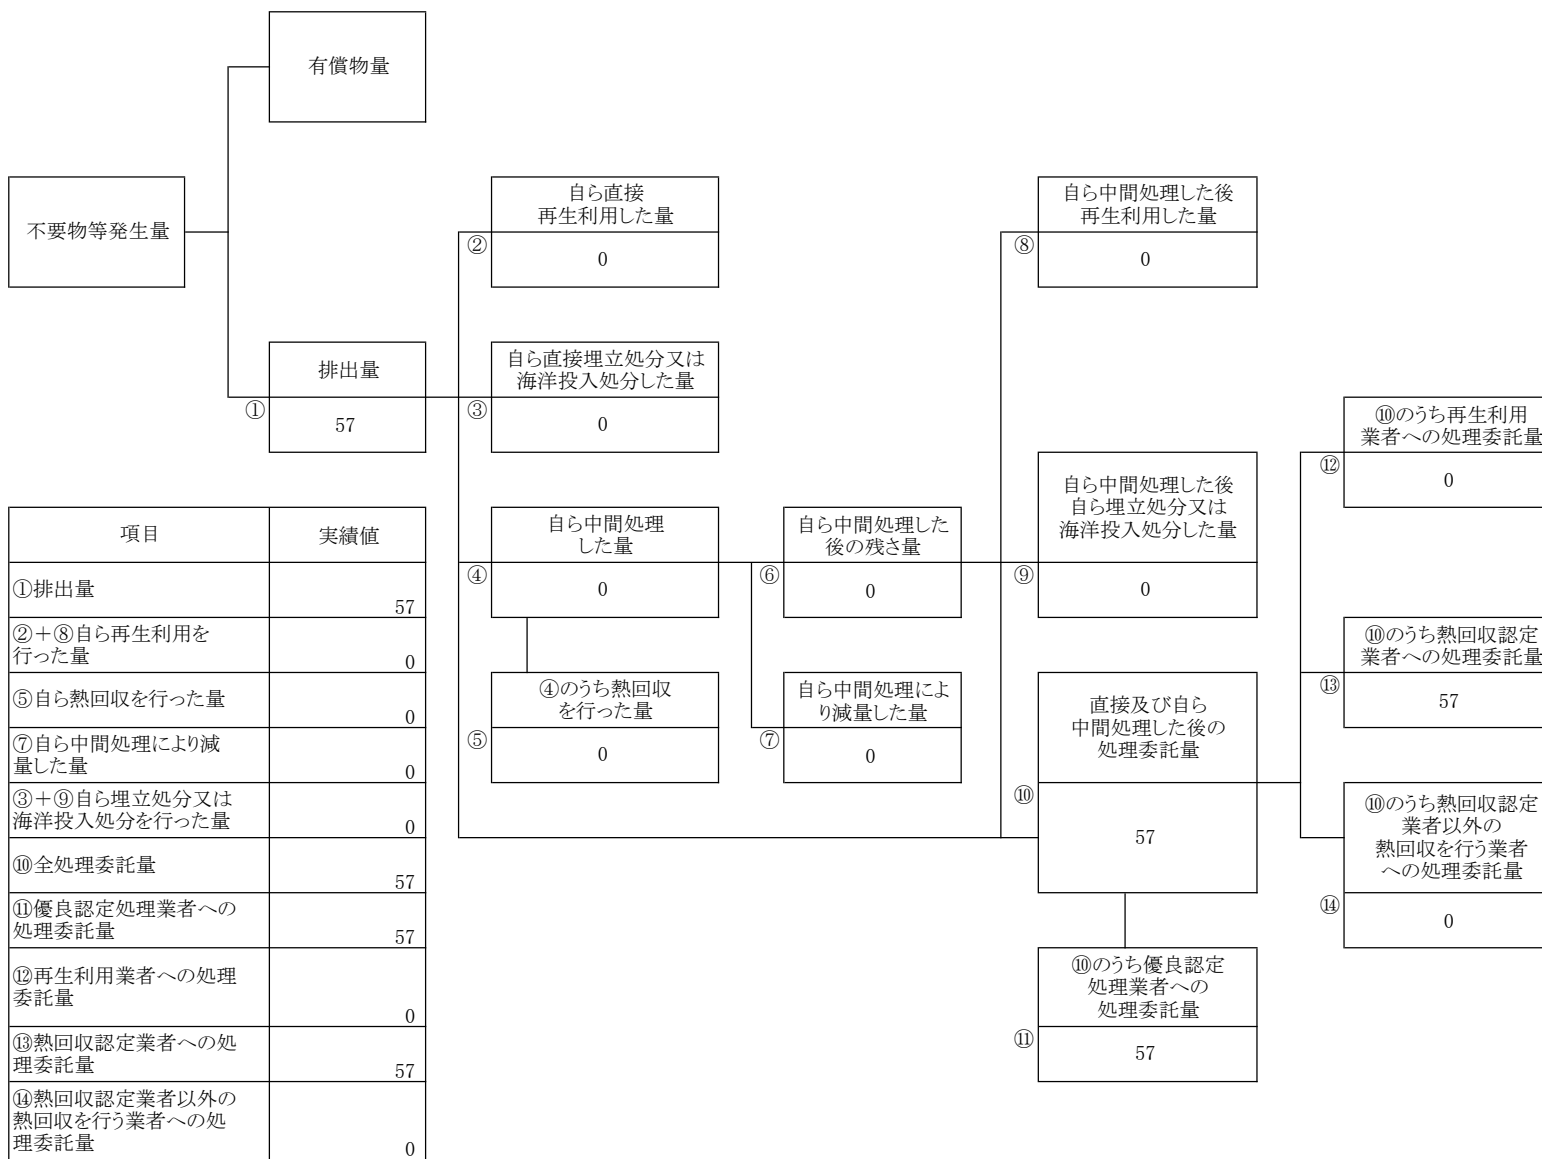 有償物量
不要物等発生量
自ら直接
再生利用した量
②
0
自ら中間処理した後
再生利用した量
⑧
0
排出量
①
57
自ら直接埋立処分又は
海洋投入処分した量
③
0
⑩のうち再生利用
業者への処理委託量
⑫
0
自ら中間処理した後
自ら埋立処分又は
海洋投入処分した量
⑨
0
自ら中間処理
した量
④
0
自ら中間処理した
後の残さ量
⑥
0
④のうち熱回収
を行った量
⑤
0
自ら中間処理によ
り減量した量
⑦
0
直接及び自ら
中間処理した後の
処理委託量
⑩
57
⑩のうち熱回収認定
業者への処理委託量
⑬
57
⑩のうち熱回収認定
業者以外の
熱回収を行う業者
への処理委託量
⑭
0
⑩のうち優良認定
処理業者への
処理委託量
⑪
57
項目 実績値
①排出量
57
②+⑧自ら再生利用を
行った量
0
⑤自ら熱回収を行った量
0
⑦自ら中間処理により減
量した量
0
③+⑨自ら埋立処分又は
海洋投入処分を行った量
0
⑩全処理委託量
57
⑪優良認定処理業者への
処理委託量
57
⑫再生利用業者への処理
委託量
0
⑬熱回収認定業者への処
理委託量
57
⑭熱回収認定業者以外の
熱回収を行う業者への処
理委託量
0